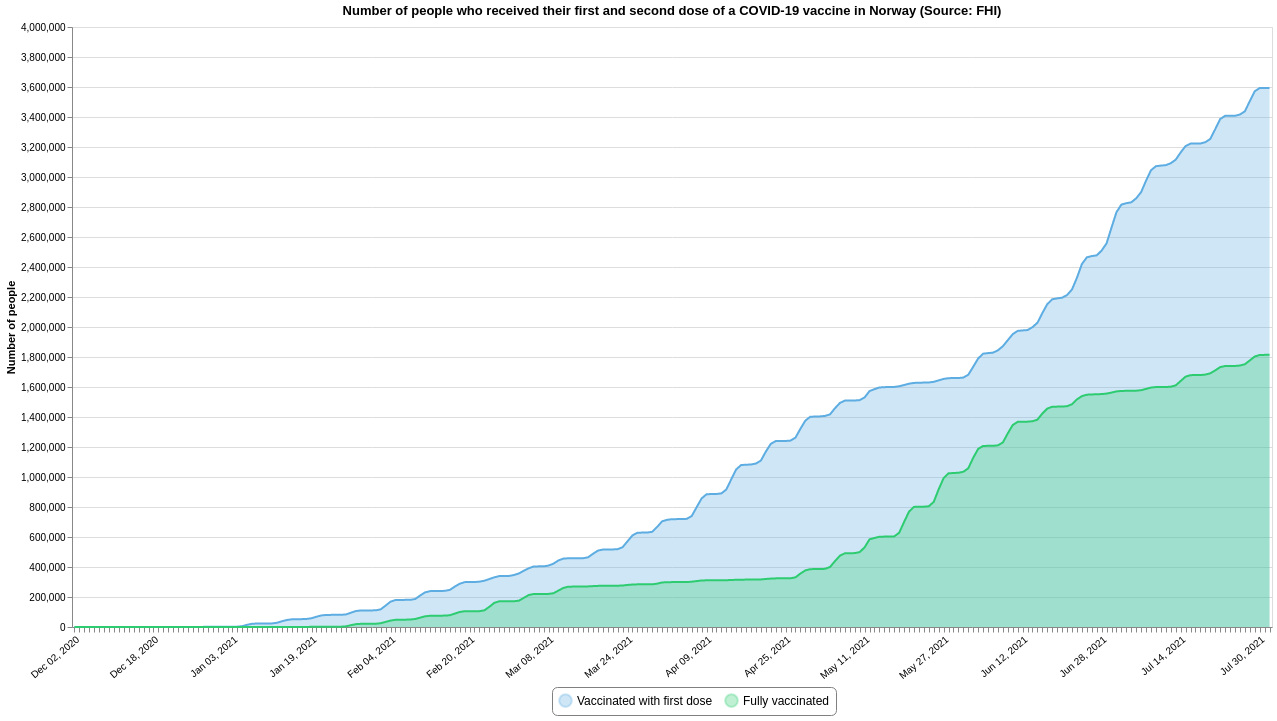 Number of people who received their first and second dose of a COVID-19 vaccine in Norway (Source: FHI)
Number of people
4,000,000
3,800,000
3,600,000
3,400,000
3,200,000
3,000,000
2,800,000
2,600,000
2,400,000
2,200,000
2,000,000
1,800,000
1,600,000
1,400,000
1,200,000
1,000,000
800,000
600,000
400,000
200,000
0
Dec 02, 2020
Dec 18, 2020
Jan 03, 2021
Jan 19, 2021
Feb 04, 2021
Feb 20, 2021
Mar 08, 2021
Mar 24, 2021
Apr 09, 2021
Apr 25, 2021
May 11, 2021
May 27, 2021
Jun 12, 2021
Jun 28, 2021
Jul 14, 2021
Jul 30, 2021
Vaccinated with first dose
Fully vaccinated